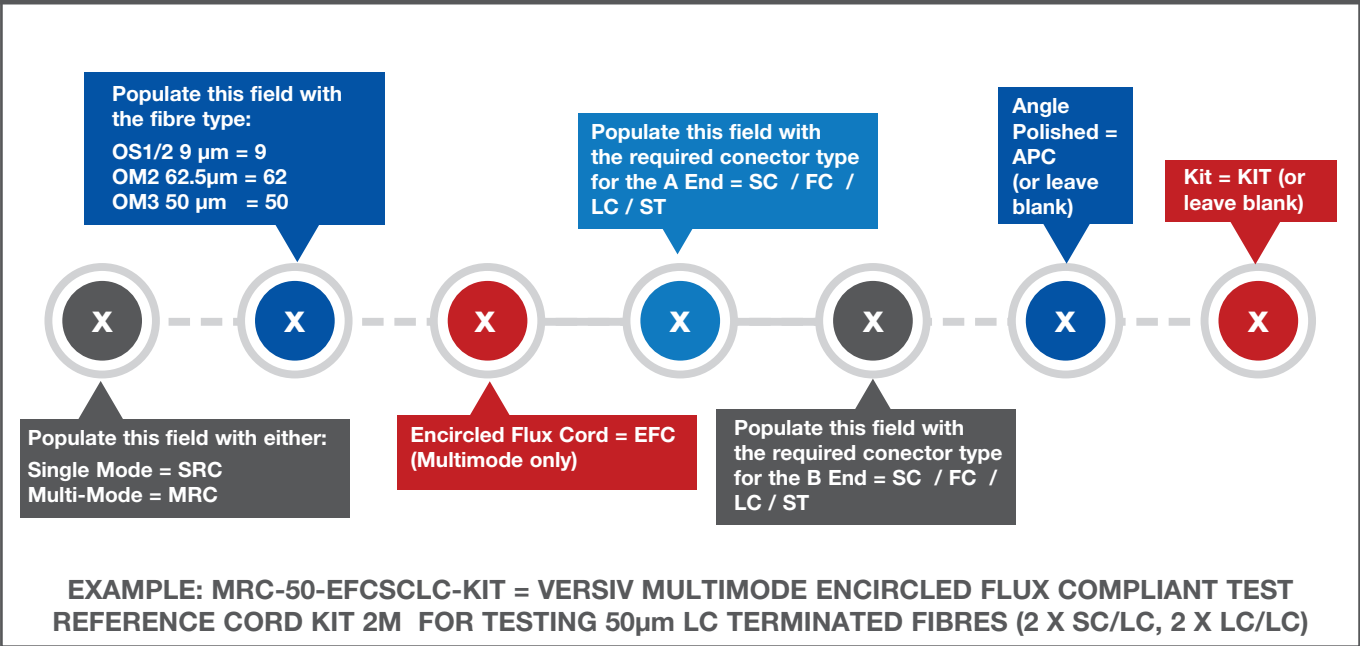 Populate this field with
the fibre type:
OS1/2 9 µm = 9
OM2 62.5µm = 62
OM3 50 µm = 50
Populate this field with
the required conector type
for the A End = SC / FC /
LC / ST
Angle
Polished =
APC
(or leave
blank)
Kit = KIT (or
leave blank)
X
X
X
X
X
X
X
Populate this field with either:
Single Mode = SRC
Multi-Mode = MRC
Encircled Flux Cord = EFC
(Multimode only)
Populate this field with
the required conector type
for the B End = SC / FC /
LC / ST
EXAMPLE: MRC-50-EFCSCLC-KIT = VERSIV MULTIMODE ENCIRCLED FLUX COMPLIANT TEST
REFERENCE CORD KIT 2M FOR TESTING 50µm LC TERMINATED FIBRES (2 X SC/LC, 2 X LC/LC)